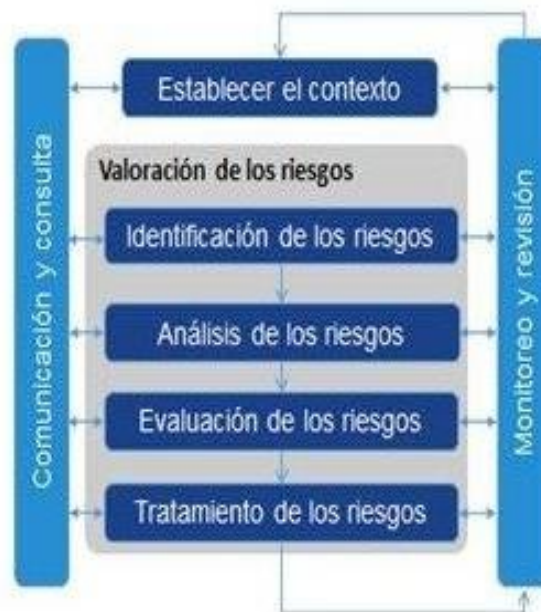 Establecer el contexto
Comunicación y consulta
Valoración de los riesgos
Identificación de los riesgos
Análisis de los riesgos
Evaluación de los riesgos
Tratamiento de los riesgos
Monitoreo y revisión